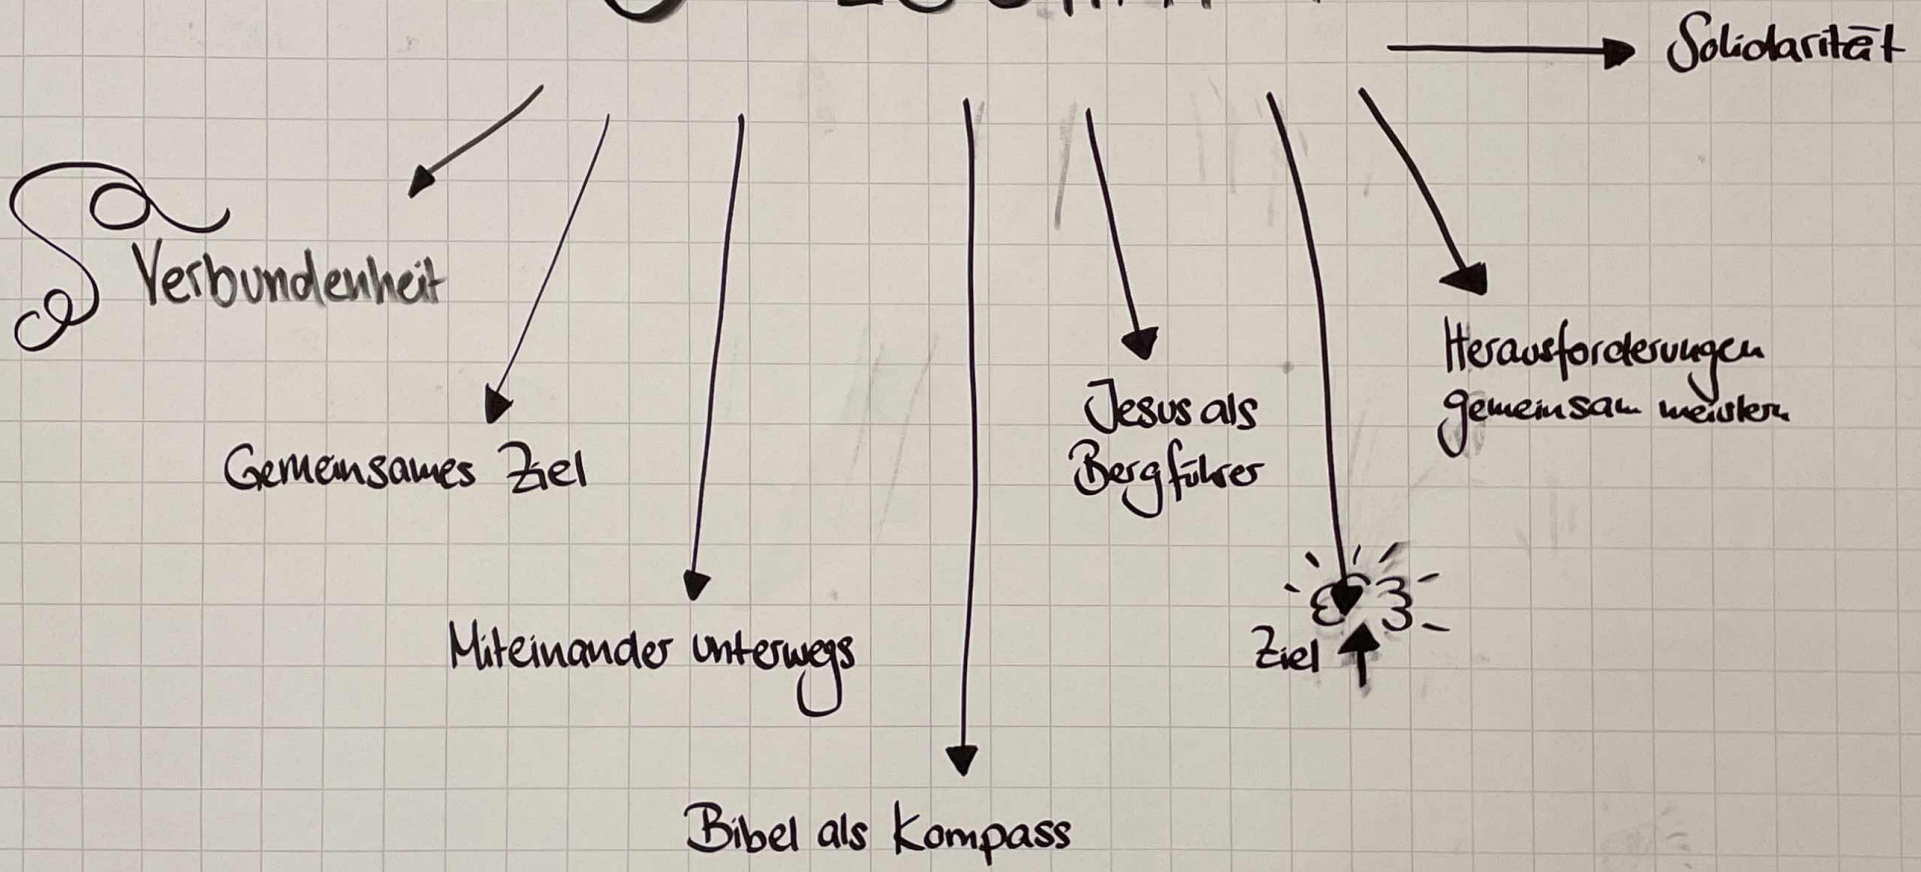 Solidarität
Verbundenheit
Gemeinsames Ziel
Miteinander unterwegs
Bibel als Kompass
Jesus als
Bergführer
Ziel
Herausforderungen
gemeinsam meistern